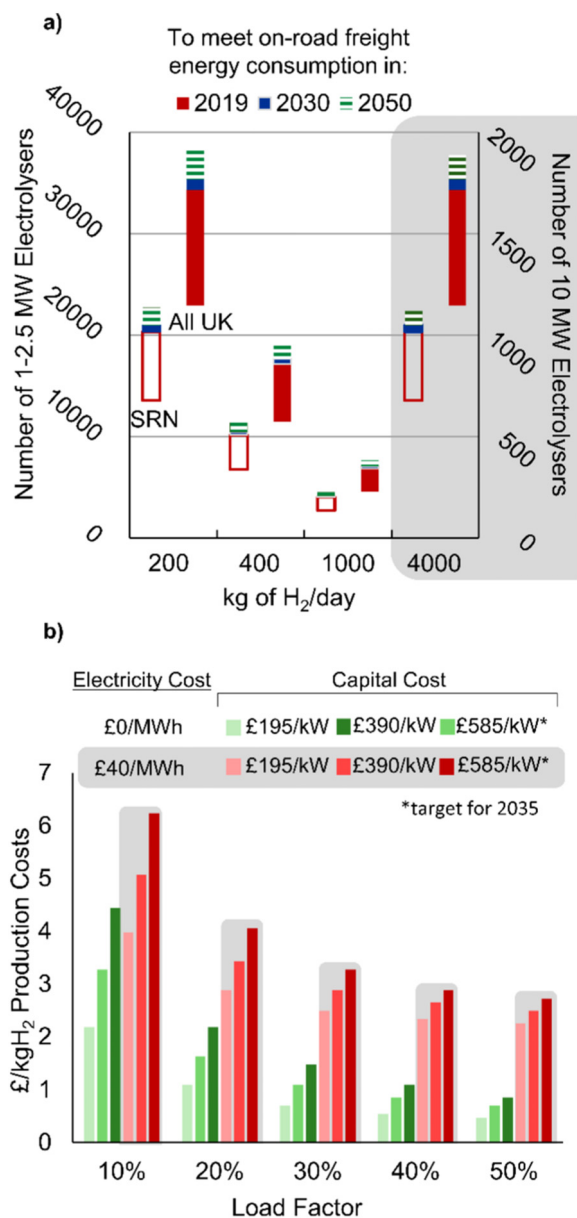 a)
To meet on-road freight
energy consumption in:
2019 2030 2050
Number of 1-2.5 MW Electrolysers
40000
30000
20000
10000
0
All UK
SRN
2000
1500
1000
500
0
Number of 10 MW Electrolysers
200 400 1000 4000
kg of H₂/day
b)
Electricity Cost Capital Cost
£0/MWh £195/kW £390/kW £585/kW*
£40/MWh £195/kW £390/kW £585/kW*
*target for 2035
£/kgH₂ Production Costs
7
6
5
4
3
2
1
0
10% 20% 30% 40% 50%
Load Factor